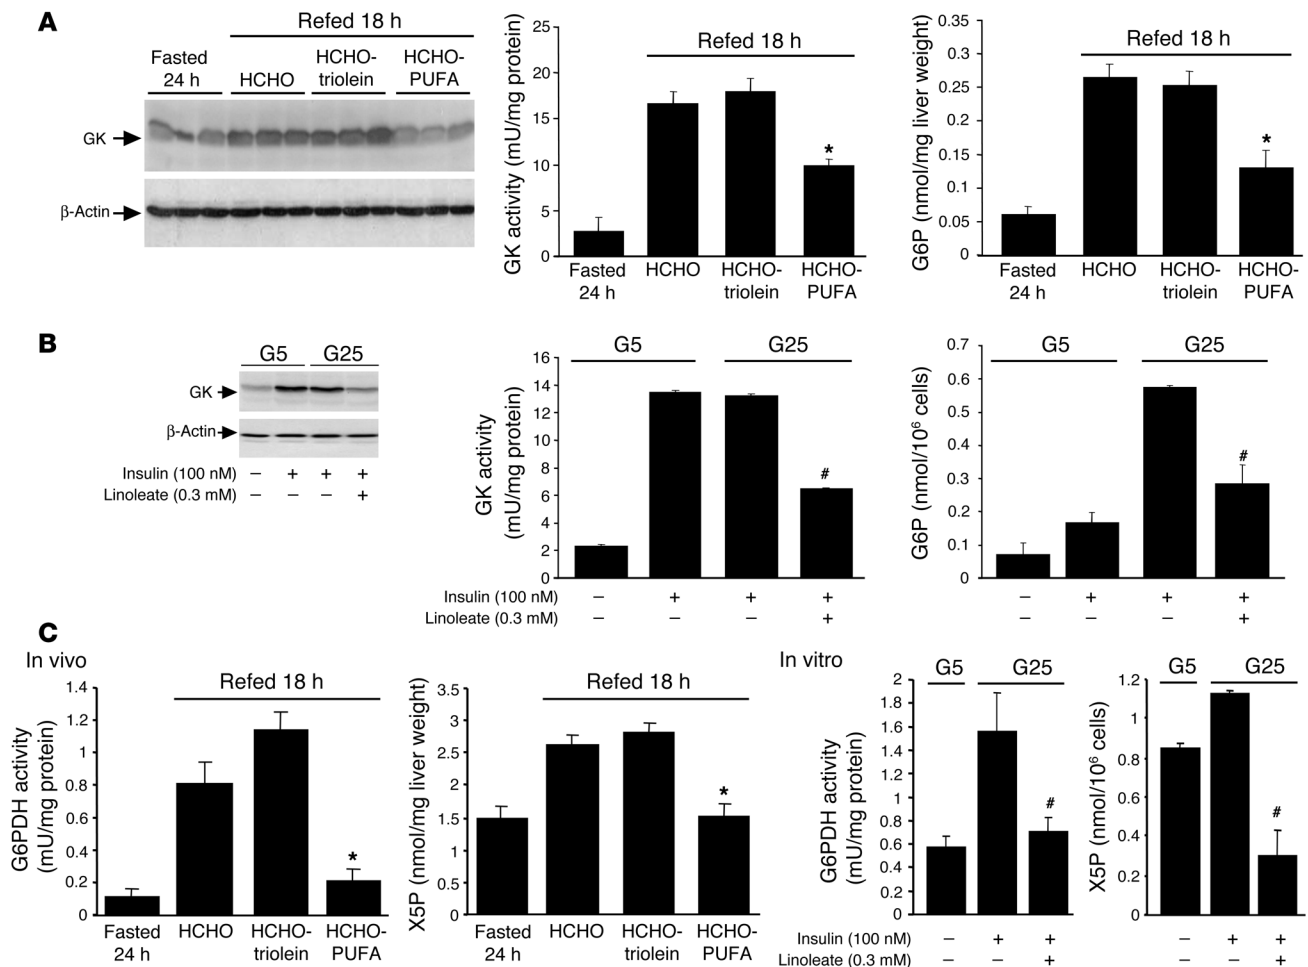 A
Refed 18 h
Fasted
24 h
HCHO
HCHO-
triolein
HCHO-
PUFA
GK
β-Actin
GK activity (mU/mg protein)
25
20
15
10
5
0
Refed 18 h
*
Fasted
24 h
HCHO
HCHO-
triolein
HCHO-
PUFA
G6P (nmol/mg liver weight)
0.35
0.3
0.25
0.2
0.15
0.1
0.05
0
Refed 18 h
*
Fasted
24 h
HCHO
HCHO-
triolein
HCHO-
PUFA
B
G5 G25
GK
β-Actin
Insulin (100 nM) – + + +
Linoleate (0.3 mM) – – – +
GK activity
(mU/mg protein)
16
14
12
10
8
6
4
2
0
G5 G25
#
Insulin (100 nM) – + + +
Linoleate (0.3 mM) – – – +
G6P (nmol/10⁶ cells)
0.7
0.6
0.5
0.4
0.3
0.2
0.1
0
G5 G25
#
– + + +
– – – +
C
In vivo
G6PDH activity
(mU/mg protein)
1.4
1.2
1
0.8
0.6
0.4
0.2
0
Refed 18 h
*
Fasted
24 h
HCHO
HCHO-
triolein
HCHO-
PUFA
X5P (nmol/mg liver weight)
3.5
3
2.5
2
1.5
1
0.5
0
Refed 18 h
*
Fasted
24 h
HCHO
HCHO-
triolein
HCHO-
PUFA
In vitro
G6PDH activity
(mU/mg protein)
2
1.8
1.6
1.4
1.2
1
2
0.8
0.6
0.4
0.2
0
G5 G25
#
Insulin (100 nM) – + +
Linoleate (0.3 mM) – – +
X5P (nmol/10⁶ cells)
1.2
1
0.8
0.6
0.4
0.2
0
G5 G25
#
– + +
– – +